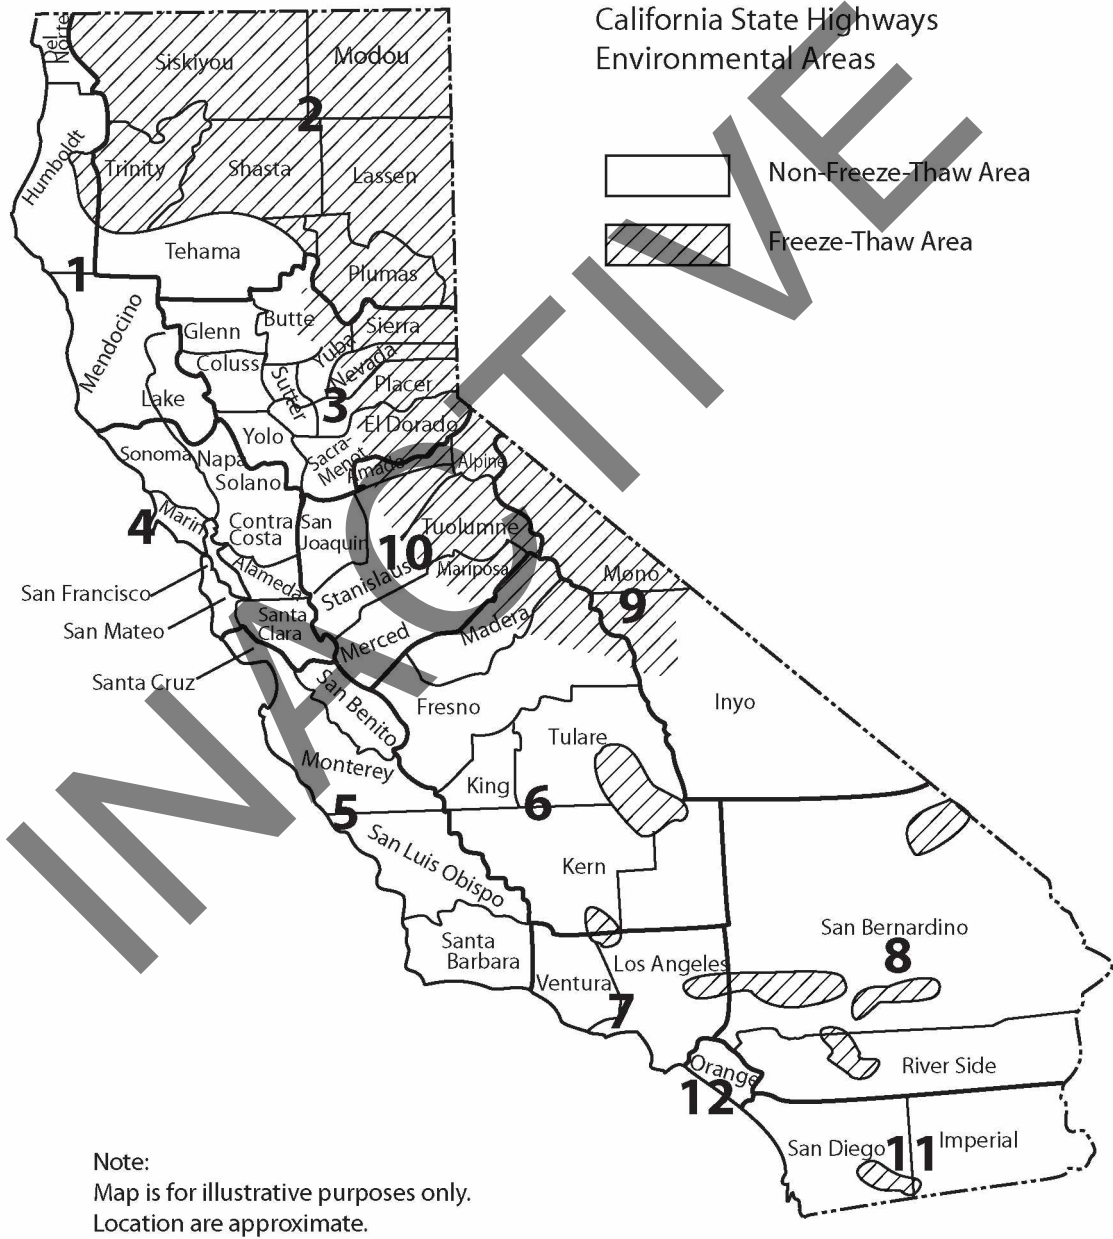 California State Highways
Environmental Areas
Non-Freeze-Thaw Area
Freeze-Thaw Area
Del
Norte
Siskiyou
Modou
2
Humboldt
Trinity
Shasta
Lassen
Tehama
1
Plumas
Mendocino
Glenn
Butte
Sierra
Yuba
Coluss
Nevada
Sutter
Placer
Lake
3
El Dorado
Yolo
Sonoma
Napa
Sacra-
Menot
Amado
Alpine
Solano
4
Marin
Contra
Costa
San
Joaquin
10
Tuolumne
Alameda
Stanislaus
Mariposa
Mono
9
San Francisco
San Mateo
Santa
Clara
Merced
Madera
Santa Cruz
San Benito
Fresno
Inyo
Tulare
Monterey
King
5
6
San Luis Obispo
Kern
San Bernardino
8
Santa
Barbara
Los Angeles
Ventura
7
Orange
12
River Side
San Diego
11
Imperial
Note:
Map is for illustrative purposes only.
Location are approximate.
INACTIVE